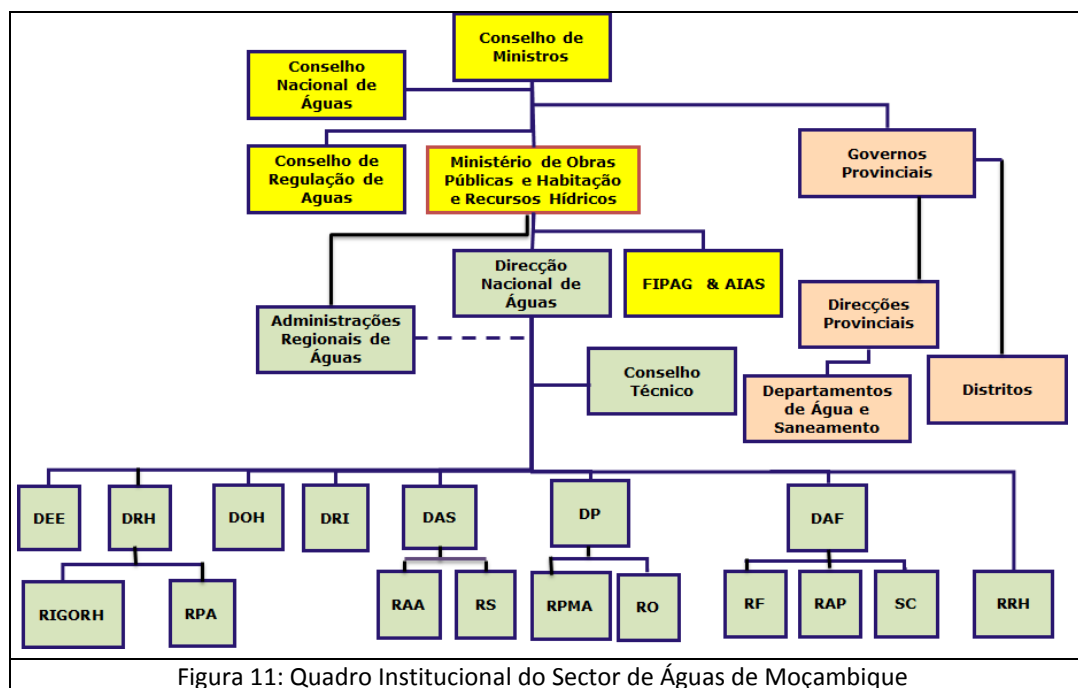 Conselho de
Ministros
Conselho
Nacional de
Águas
Conselho de
Regulação de
Aguas
Ministério de Obras
Públicas e Habitação
e Recursos Hídricos
Governos
Provinciais
Direcção
Nacional de
Águas
FIPAG & AIAS
Direcções
Provinciais
Administrações
Regionais de
Águas
Conselho
Técnico
Departamentos
de Água e
Saneamento
Distritos
DEE
DRH
DOH
DRI
DAS
DP
DAF
RIGORH
RPA
RAA
RS
RPMA
RO
RF
RAP
SC
RRH
Figura 11: Quadro Institucional do Sector de Águas de Moçambique